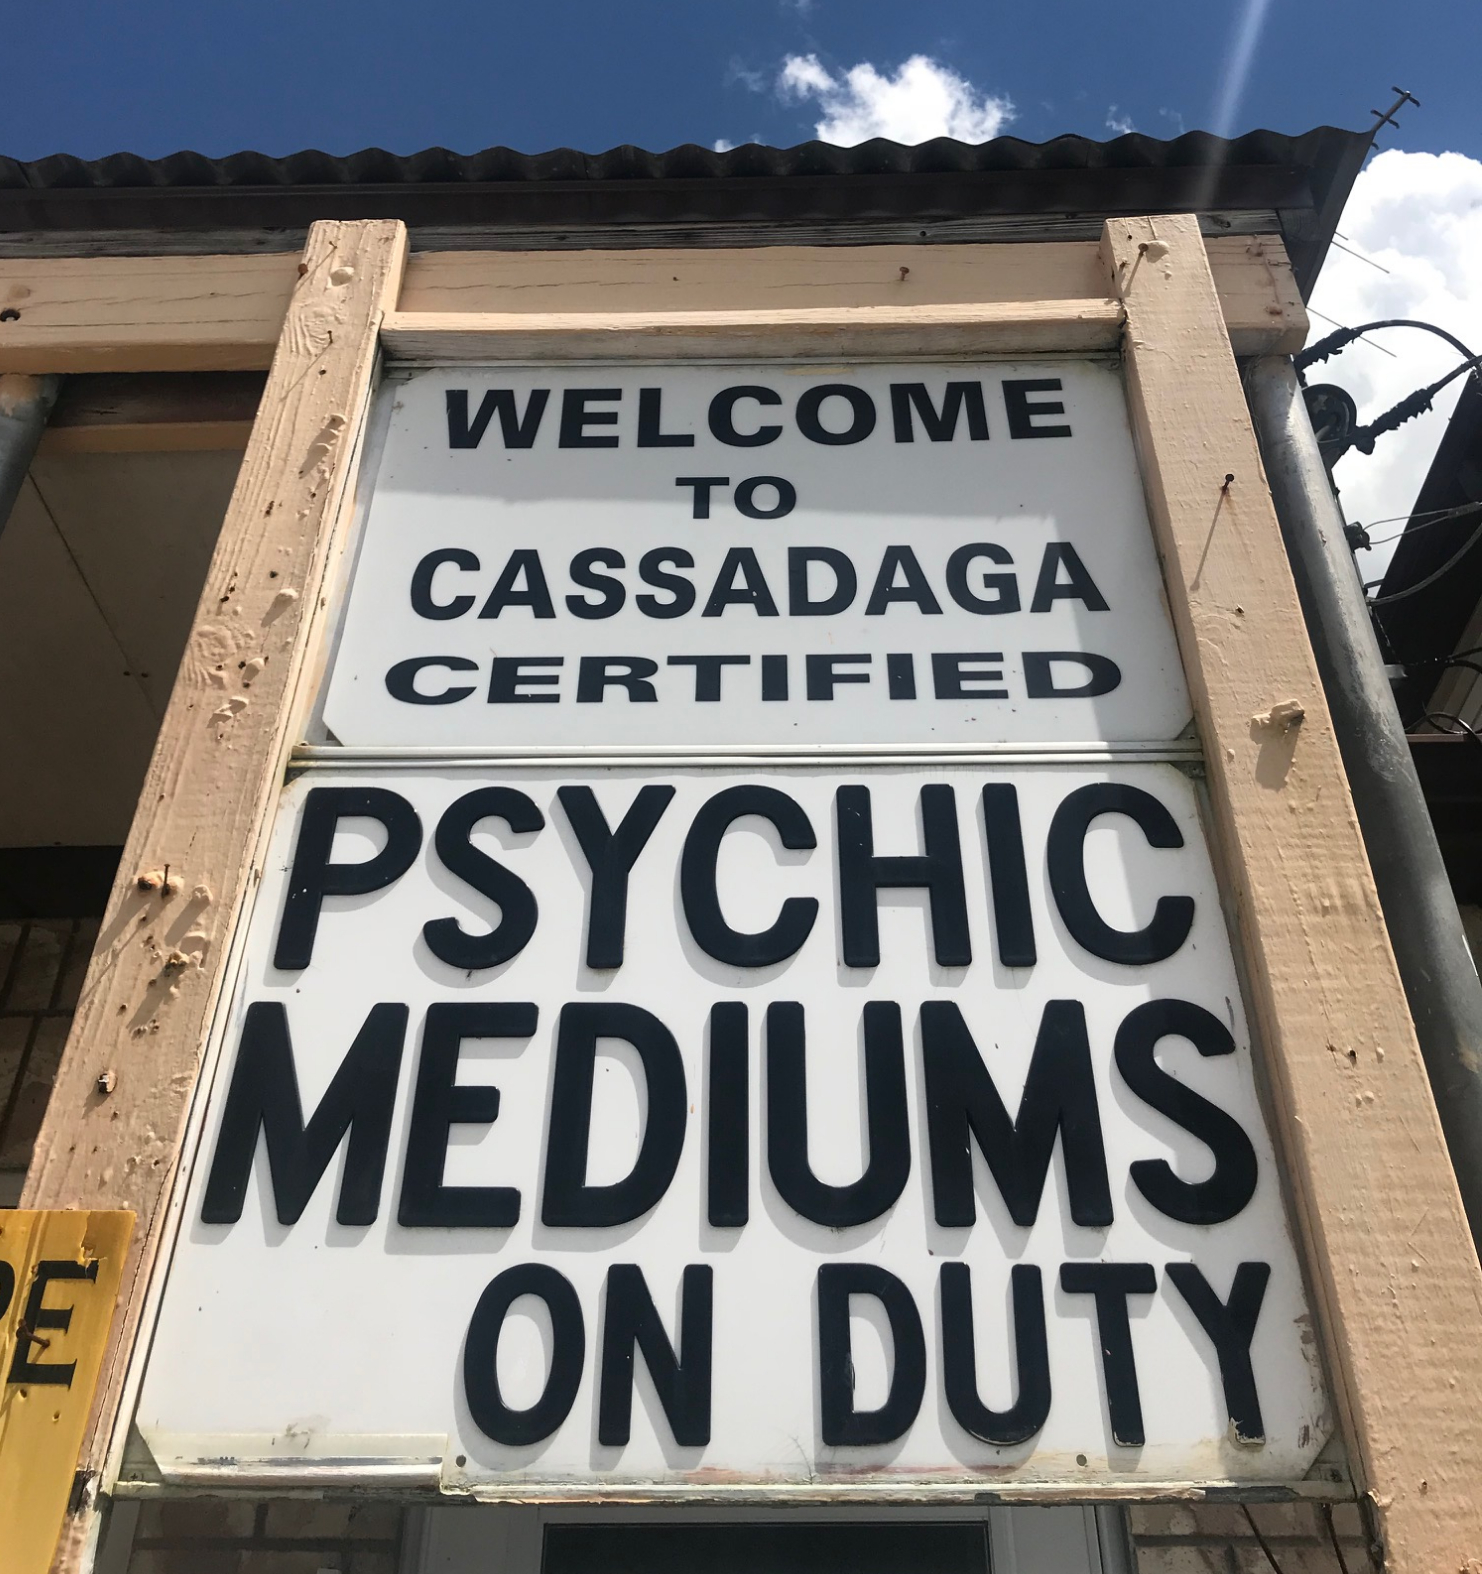 WELCOME
TO
CASSADAGA
CERTIFIED
PSYCHIC
MEDIUMS
ON DUTY